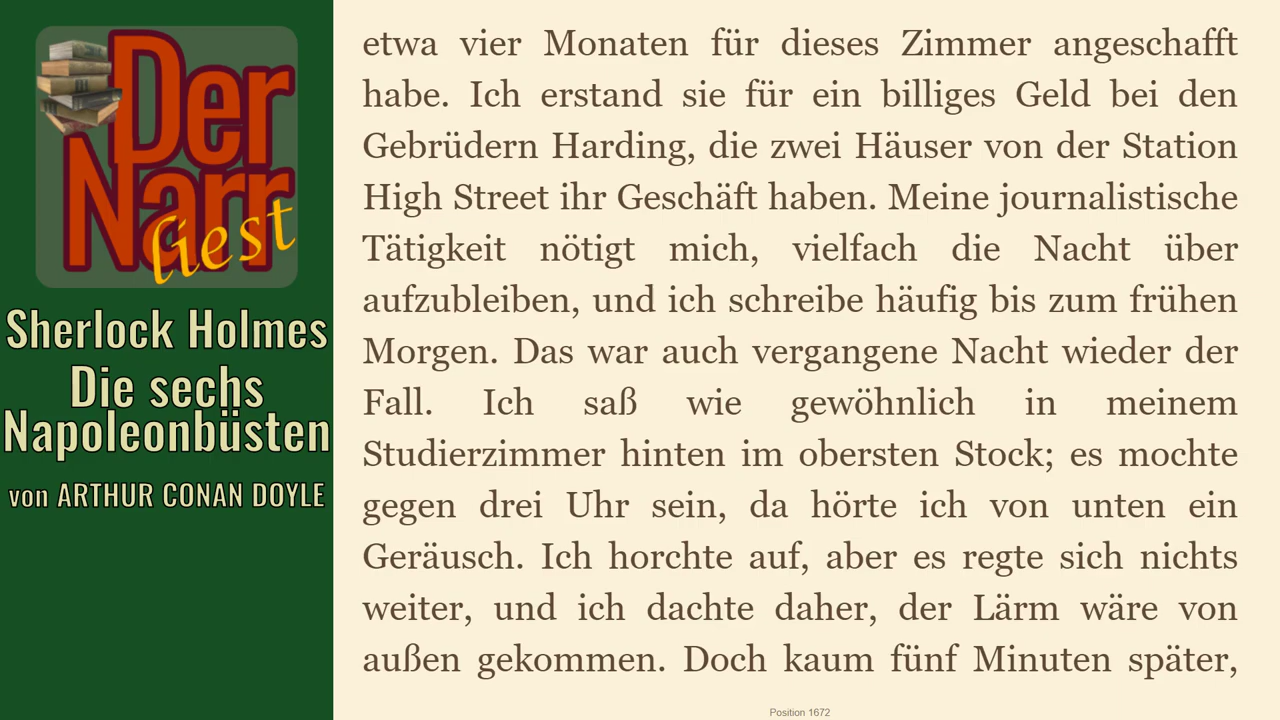 Der
Narr
liest
Sherlock Holmes
Die sechs
Napoleonbüsten
von ARTHUR CONAN DOYLE
etwa vier Monaten für dieses Zimmer angeschafft
habe. Ich erstand sie für ein billiges Geld bei den
Gebrüdern Harding, die zwei Häuser von der Station
High Street ihr Geschäft haben. Meine journalistische
Tätigkeit nötigt mich, vielfach die Nacht über
aufzubleiben, und ich schreibe häufig bis zum frühen
Morgen. Das war auch vergangene Nacht wieder der
Fall. Ich saß wie gewöhnlich in meinem
Studierzimmer hinten im obersten Stock; es mochte
gegen drei Uhr sein, da hörte ich von unten ein
Geräusch. Ich horchte auf, aber es regte sich nichts
weiter, und ich dachte daher, der Lärm wäre von
außen gekommen. Doch kaum fünf Minuten später,
Position 1672